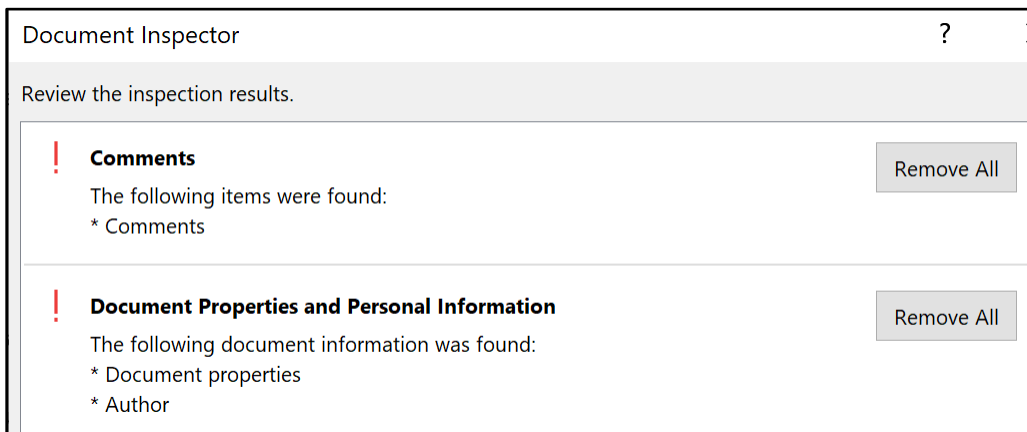 Document Inspector ?
Review the inspection results.
! Comments Remove All
The following items were found:
* Comments
! Document Properties and Personal Information Remove All
The following document information was found:
* Document properties
* Author